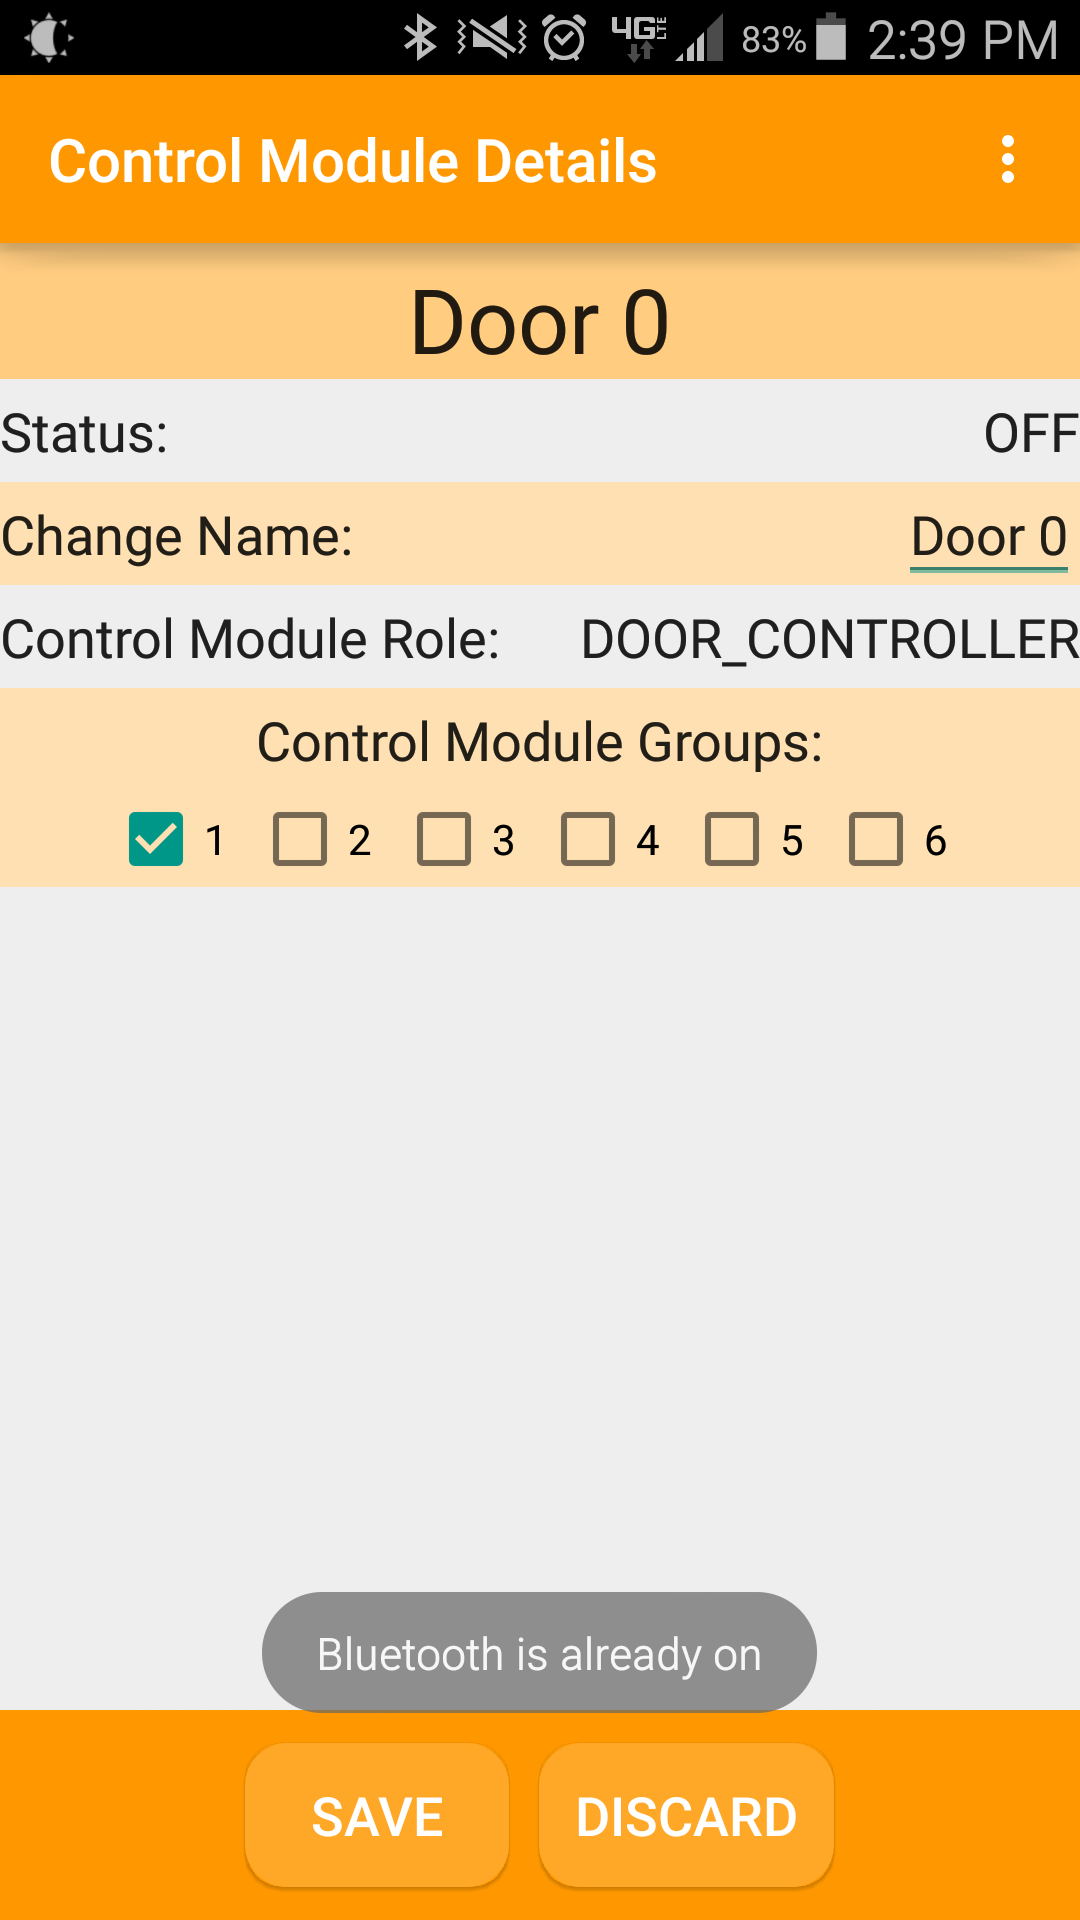 4G LTE 83% 2:39 PM
Control Module Details
Door 0
Status: OFF
Change Name: Door 0
Control Module Role: DOOR_CONTROLLER
Control Module Groups:
1 2 3 4 5 6
Bluetooth is already on
SAVE DISCARD